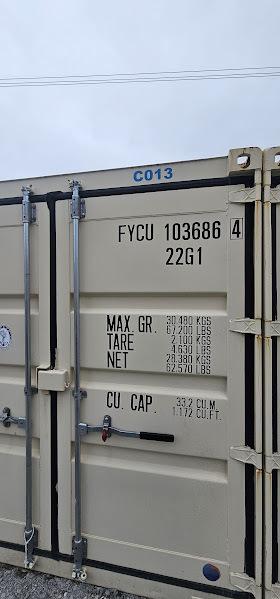 C013
FYCU 103686 4
22G1
MAX. GR. 30.480 KGS
67.200 LBS
TARE 2.100 KGS
4.630 LBS
NET 28.380 KGS
62.570 LBS
CU. CAP. 33.2 CU.M.
1.172 CU.FT.